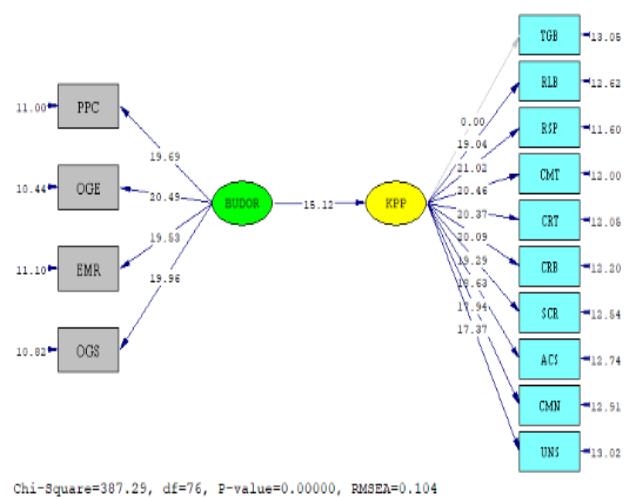 11.00 PPC
10.44 OGE
11.10 EMR
10.82 OGS
19.69
20.49
19.53
19.96
BUDOR
15.12
KPP
0.00
19.04
21.02
20.46
20.37
20.09
19.29
18.63
17.94
17.37
TGB 13.05
RLB 12.62
RSP 11.60
CMT 12.00
CRT 12.05
CRB 12.20
SCR 12.54
ACS 12.74
CMN 12.91
UNS 13.02
Chi-Square=387.29, df=76, P-value=0.00000, RMSEA=0.104